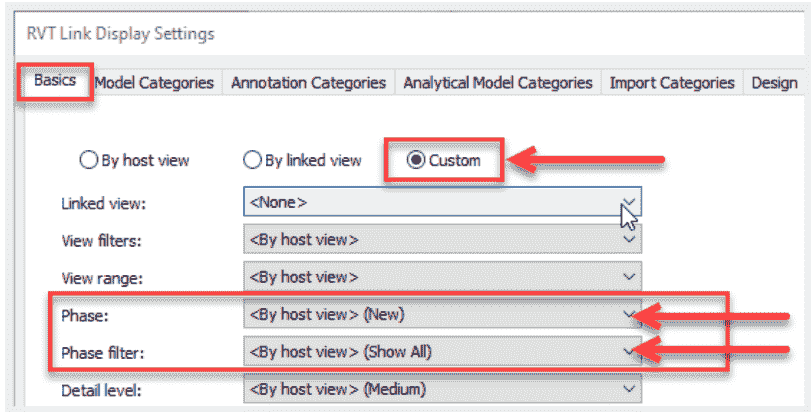 RVT Link Display Settings
Basics Model Categories Annotation Categories Analytical Model Categories Import Categories Design
By host view By linked view Custom
Linked view: <None>
View filters: <By host view>
View range: <By host view>
Phase: <By host view> (New)
Phase filter: <By host view> (Show All)
Detail level: <By host view> (Medium)